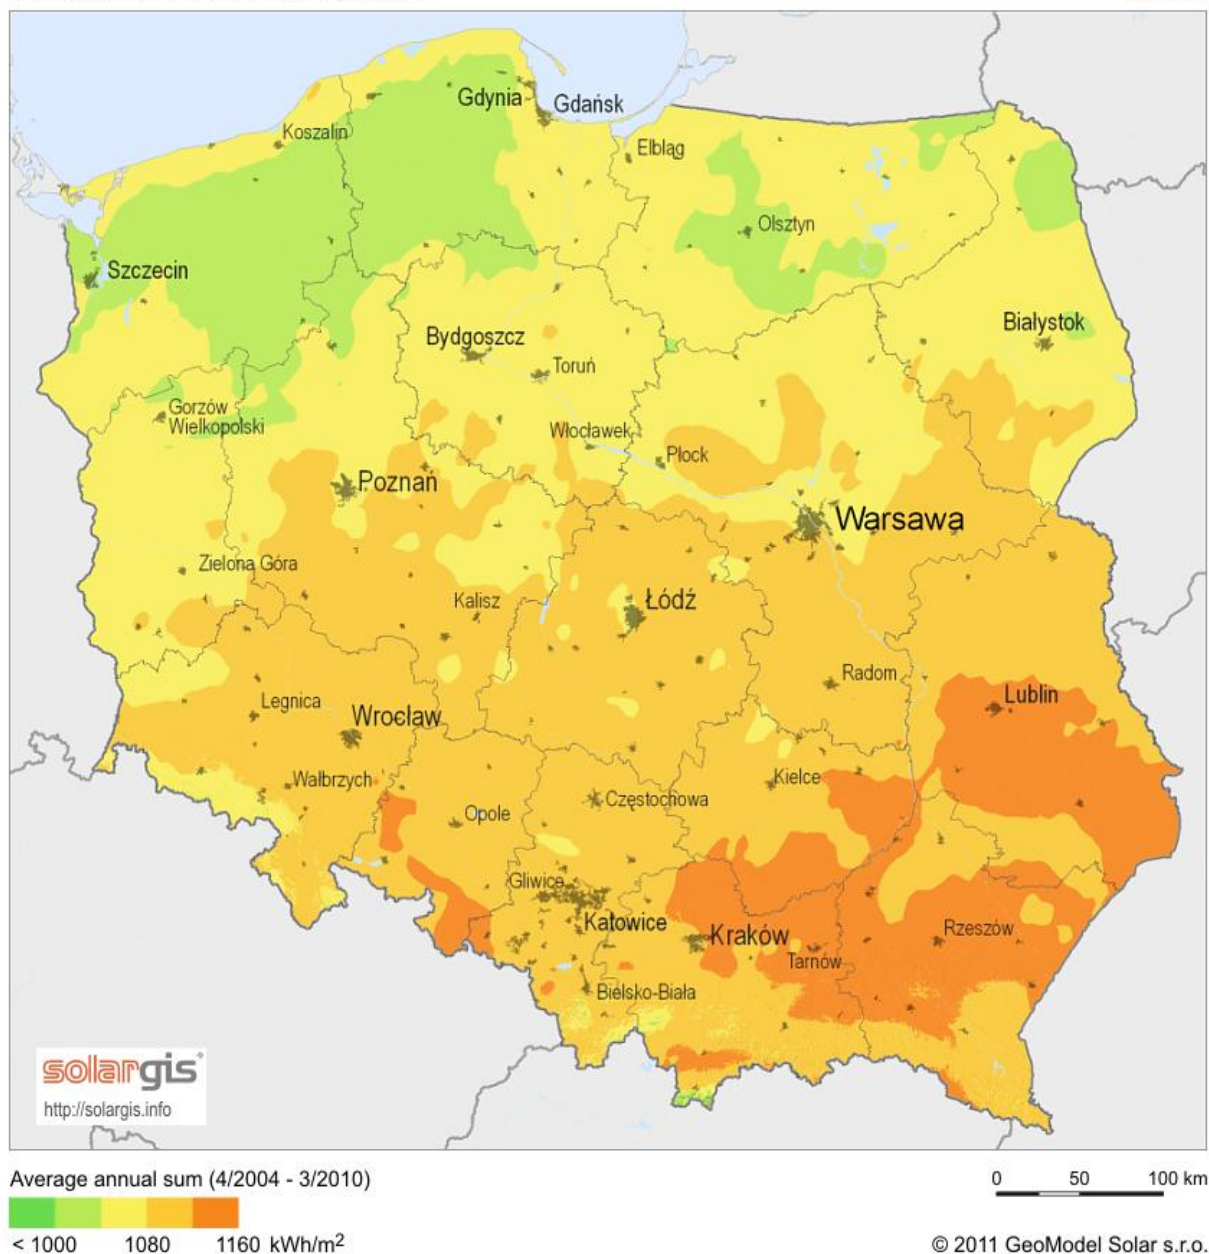 Gdynia
Gdańsk
Koszalin
Elbląg
Olsztyn
Szczecin
Białystok
Bydgoszcz
Toruń
Gorzów
Wielkopolski
Włocławek
Płock
Poznań
Warsawa
Zielona Góra
Kalisz
Łódź
Radom
Legnica
Lublin
Wrocław
Wałbrzych
Kielce
Częstochowa
Opole
Gliwice
Katowice
Kraków
Rzeszów
Tarnów
Bielsko-Biała
solargis
http://solargis.info
Average annual sum (4/2004 - 3/2010)
0 50 100 km
< 1000 1080 1160 kWh/m²
© 2011 GeoModel Solar s.r.o.